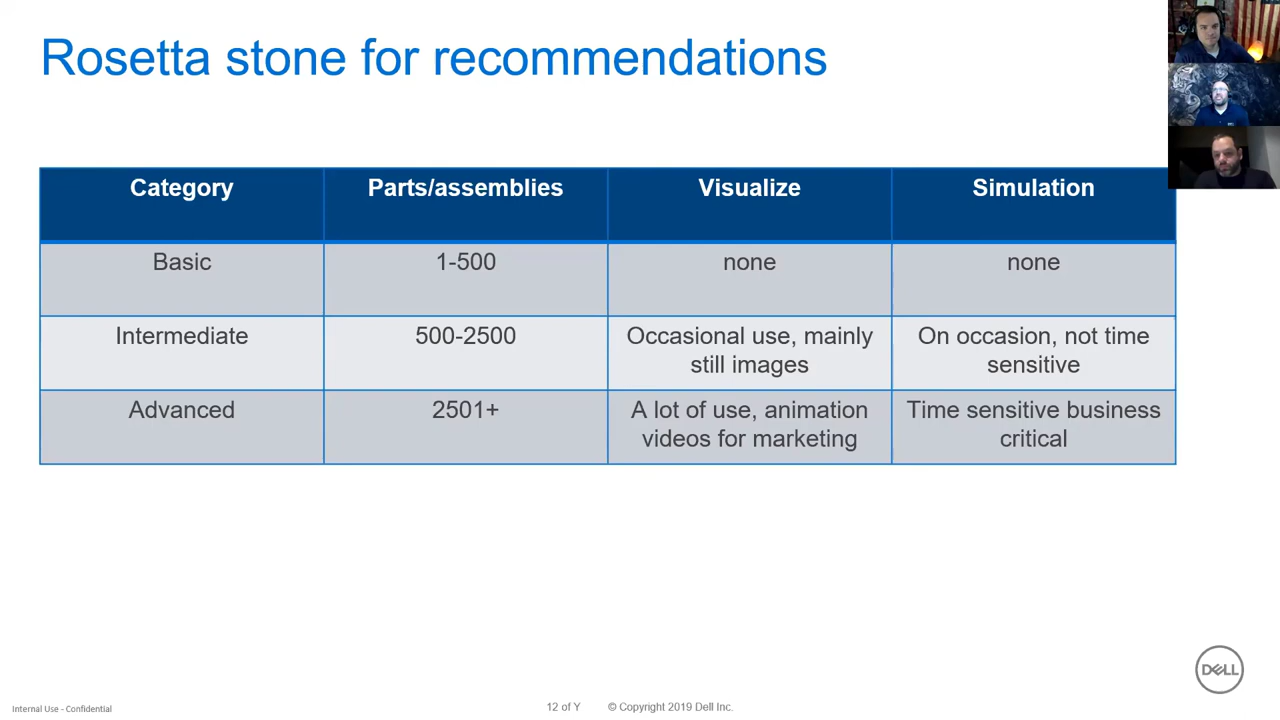 Rosetta stone for recommendations
Category Parts/assemblies Visualize Simulation
Basic 1-500 none none
Intermediate 500-2500 Occasional use, mainly still images On occasion, not time sensitive
Advanced 2501+ A lot of use, animation videos for marketing Time sensitive business critical
DELL
Internal Use - Confidential
12 of Y
© Copyright 2019 Dell Inc.